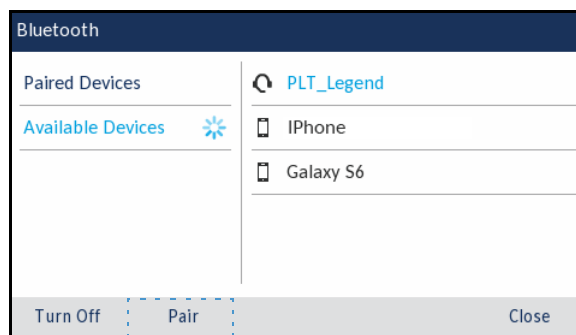 Bluetooth
Paired Devices
Available Devices
PLT_Legend
IPhone
Galaxy S6
Turn Off
Pair
Close